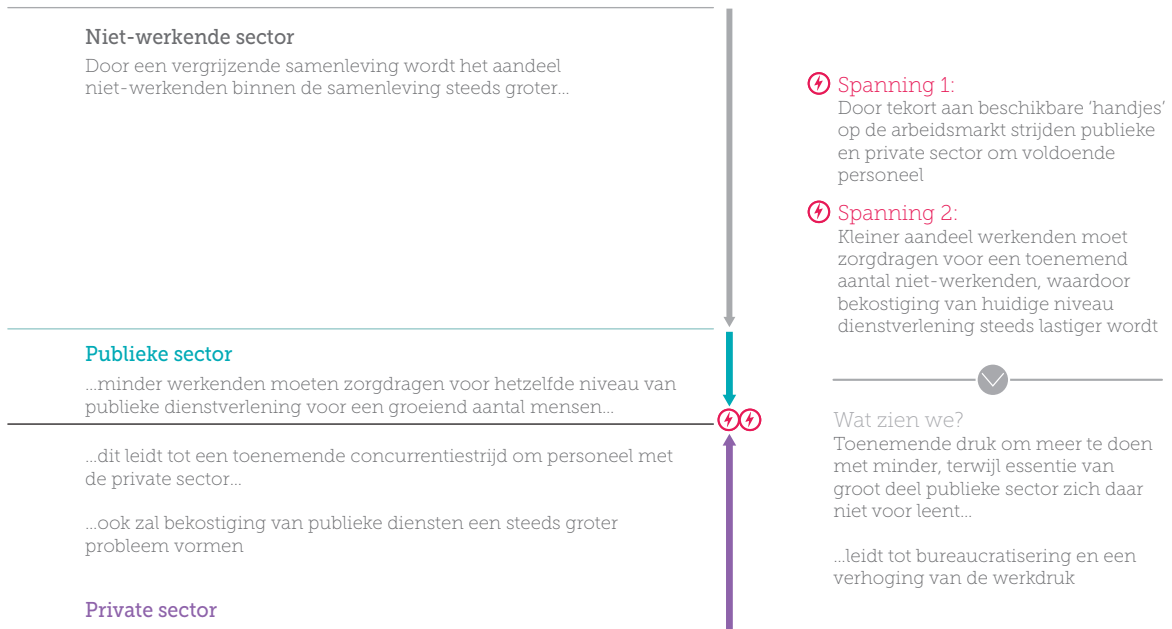 Niet-werkende sector
Door een vergrijzende samenleving wordt het aandeel
niet-werkenden binnen de samenleving steeds groter...
Publieke sector
...minder werkenden moeten zorgdragen voor hetzelfde niveau van
publieke dienstverlening voor een groeiend aantal mensen...
...dit leidt tot een toenemende concurrentiestrijd om personeel met
de private sector...
...ook zal bekostiging van publieke diensten een steeds groter
probleem vormen
Private sector
Spanning 1:
Door tekort aan beschikbare ‘handjes’
op de arbeidsmarkt strijden publieke
en private sector om voldoende
personeel
Spanning 2:
Kleiner aandeel werkenden moet
zorgdragen voor een toenemend
aantal niet-werkenden, waardoor
bekostiging van huidige niveau
dienstverlening steeds lastiger wordt
Wat zien we?
Toenemende druk om meer te doen
met minder, terwijl essentie van
groot deel publieke sector zich daar
niet voor leent...
...leidt tot bureaucratisering en een
verhoging van de werkdruk